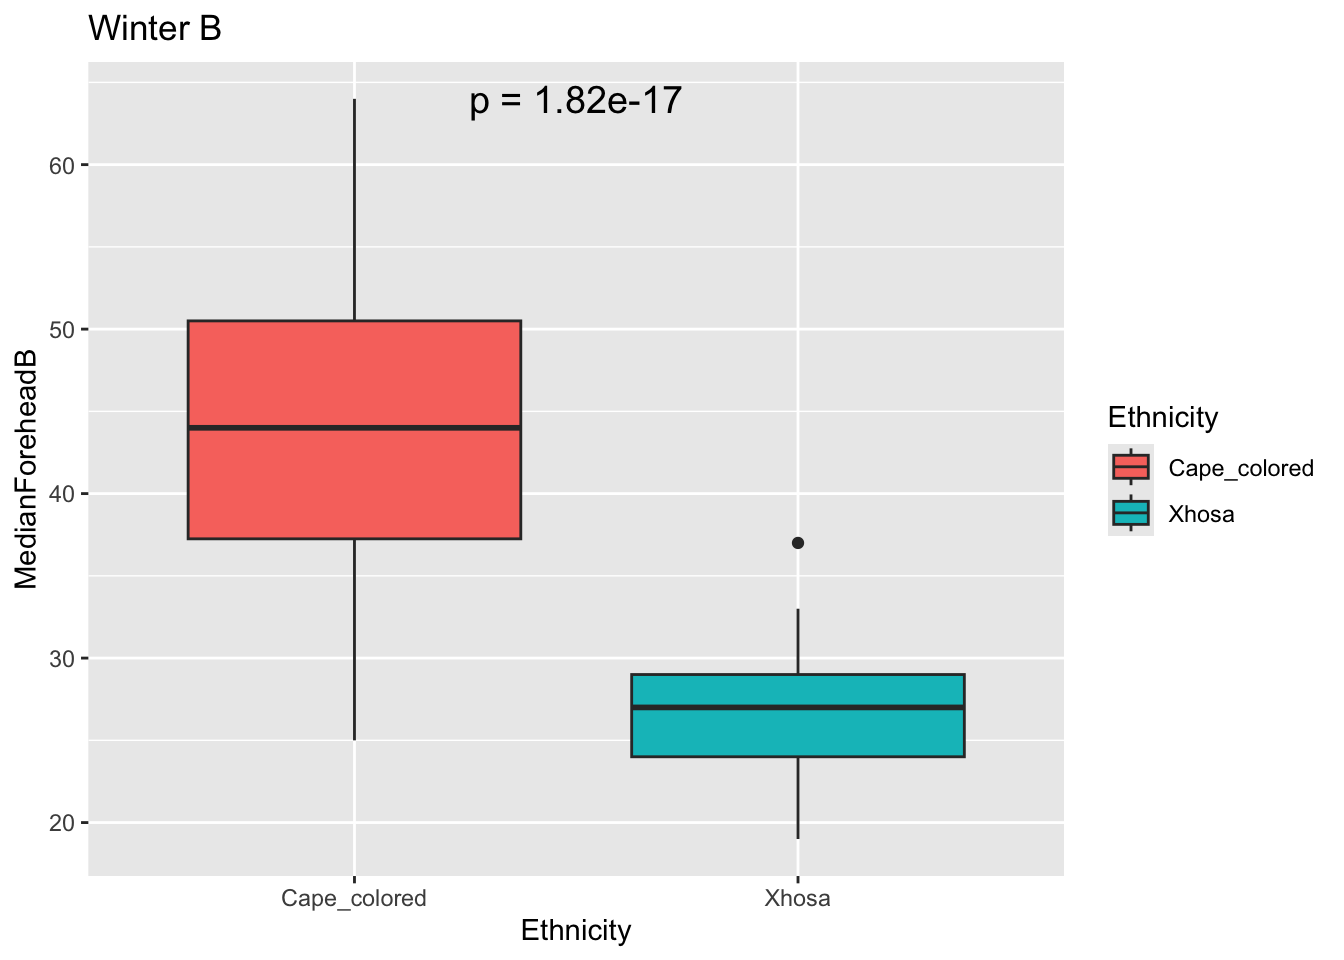 Winter B
p = 1.82e-17
60
50
40
30
20
MedianForeheadB
Cape_colored
Xhosa
Ethnicity
Ethnicity
Cape_colored
Xhosa